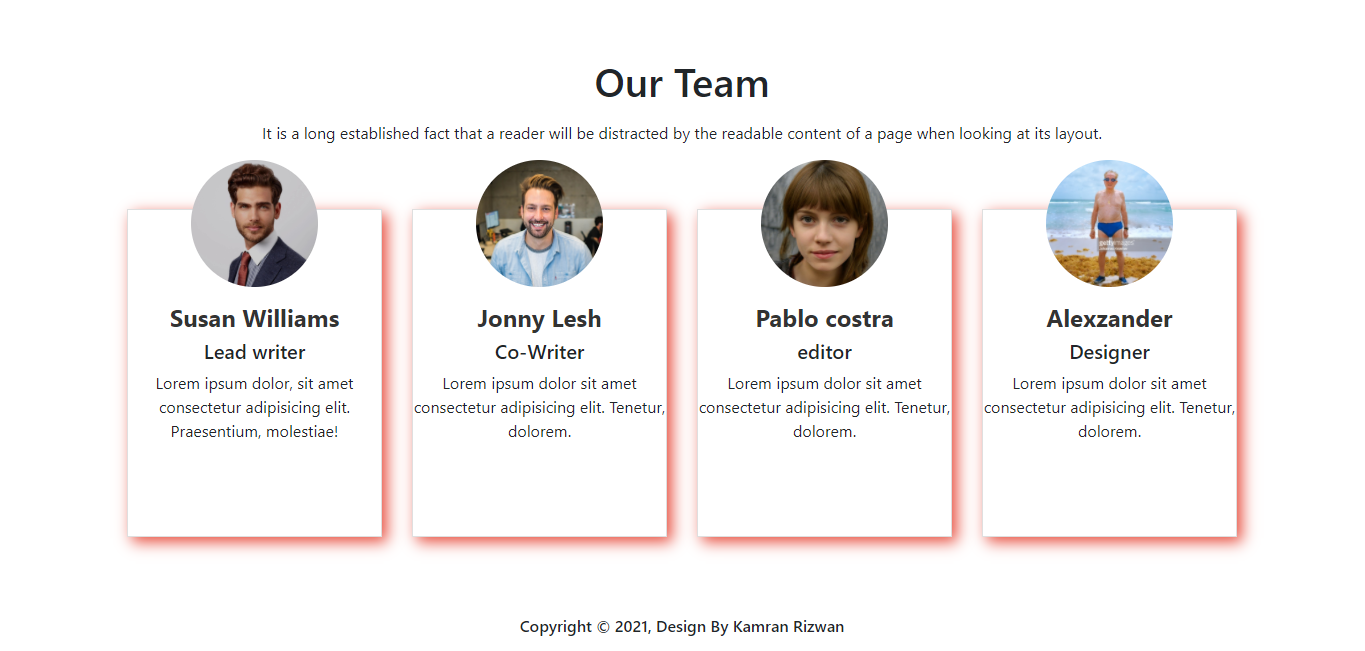 Our Team
It is a long established fact that a reader will be distracted by the readable content of a page when looking at its layout.
Susan Williams
Lead writer
Lorem ipsum dolor, sit amet
consectetur adipisicing elit.
Praesentium, molestiae!
Jonny Lesh
Co-Writer
Lorem ipsum dolor sit amet
consectetur adipisicing elit. Tenetur,
dolorem.
Pablo costra
editor
Lorem ipsum dolor sit amet
consectetur adipisicing elit. Tenetur,
dolorem.
Alexzander
Designer
Lorem ipsum dolor sit amet
consectetur adipisicing elit. Tenetur,
dolorem.
Copyright © 2021, Design By Kamran Rizwan